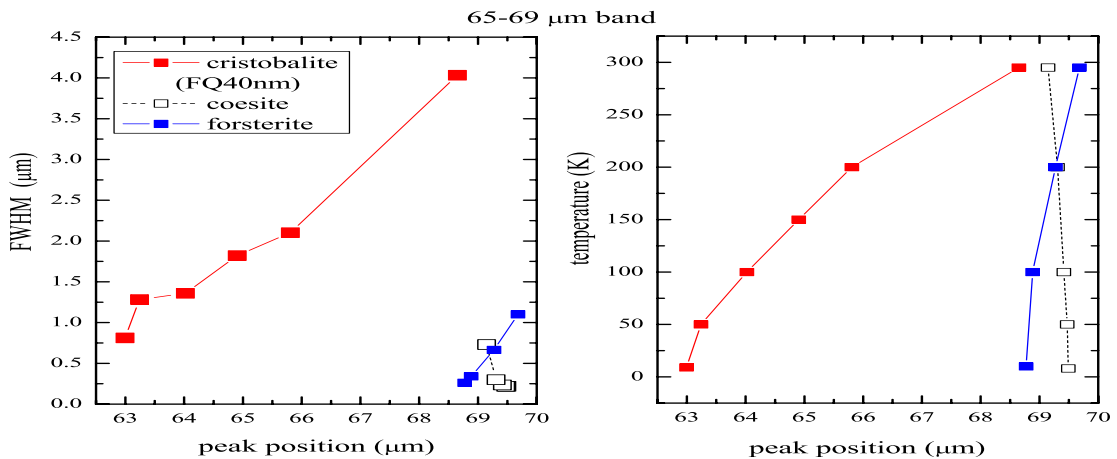 65-69 μm band
4.5
4.0
3.5
3.0
2.5
2.0
1.5
1.0
0.5
0.0
FWHM (μm)
cristobalite
(FQ40nm)
coesite
forsterite
63 64 65 66 67 68 69 70
peak position (μm)
300
250
200
150
100
50
0
temperature (K)
63 64 65 66 67 68 69 70
peak position (μm)